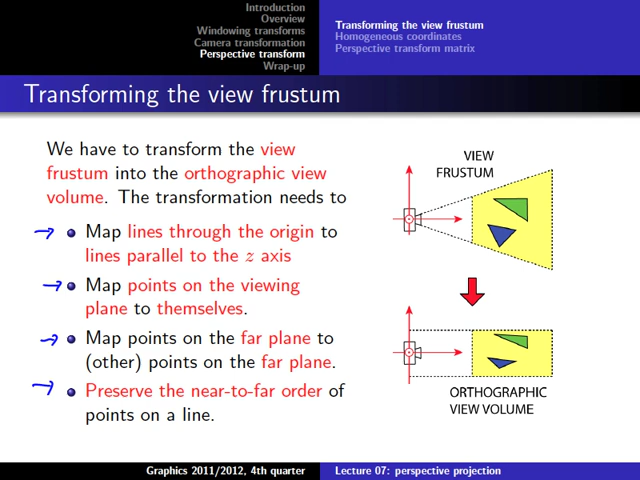 Introduction
Overview
Windowing transforms
Camera transformation
Perspective transform
Wrap-up
Transforming the view frustum
Homogeneous coordinates
Perspective transform matrix
Transforming the view frustum
We have to transform the view
frustum into the orthographic view
volume. The transformation needs to
Map lines through the origin to
lines parallel to the z axis
Map points on the viewing
plane to themselves.
Map points on the far plane to
(other) points on the far plane.
Preserve the near-to-far order of
points on a line.
VIEW
FRUSTUM
ORTHOGRAPHIC
VIEW VOLUME
Graphics 2011/2012, 4th quarter
Lecture 07: perspective projection